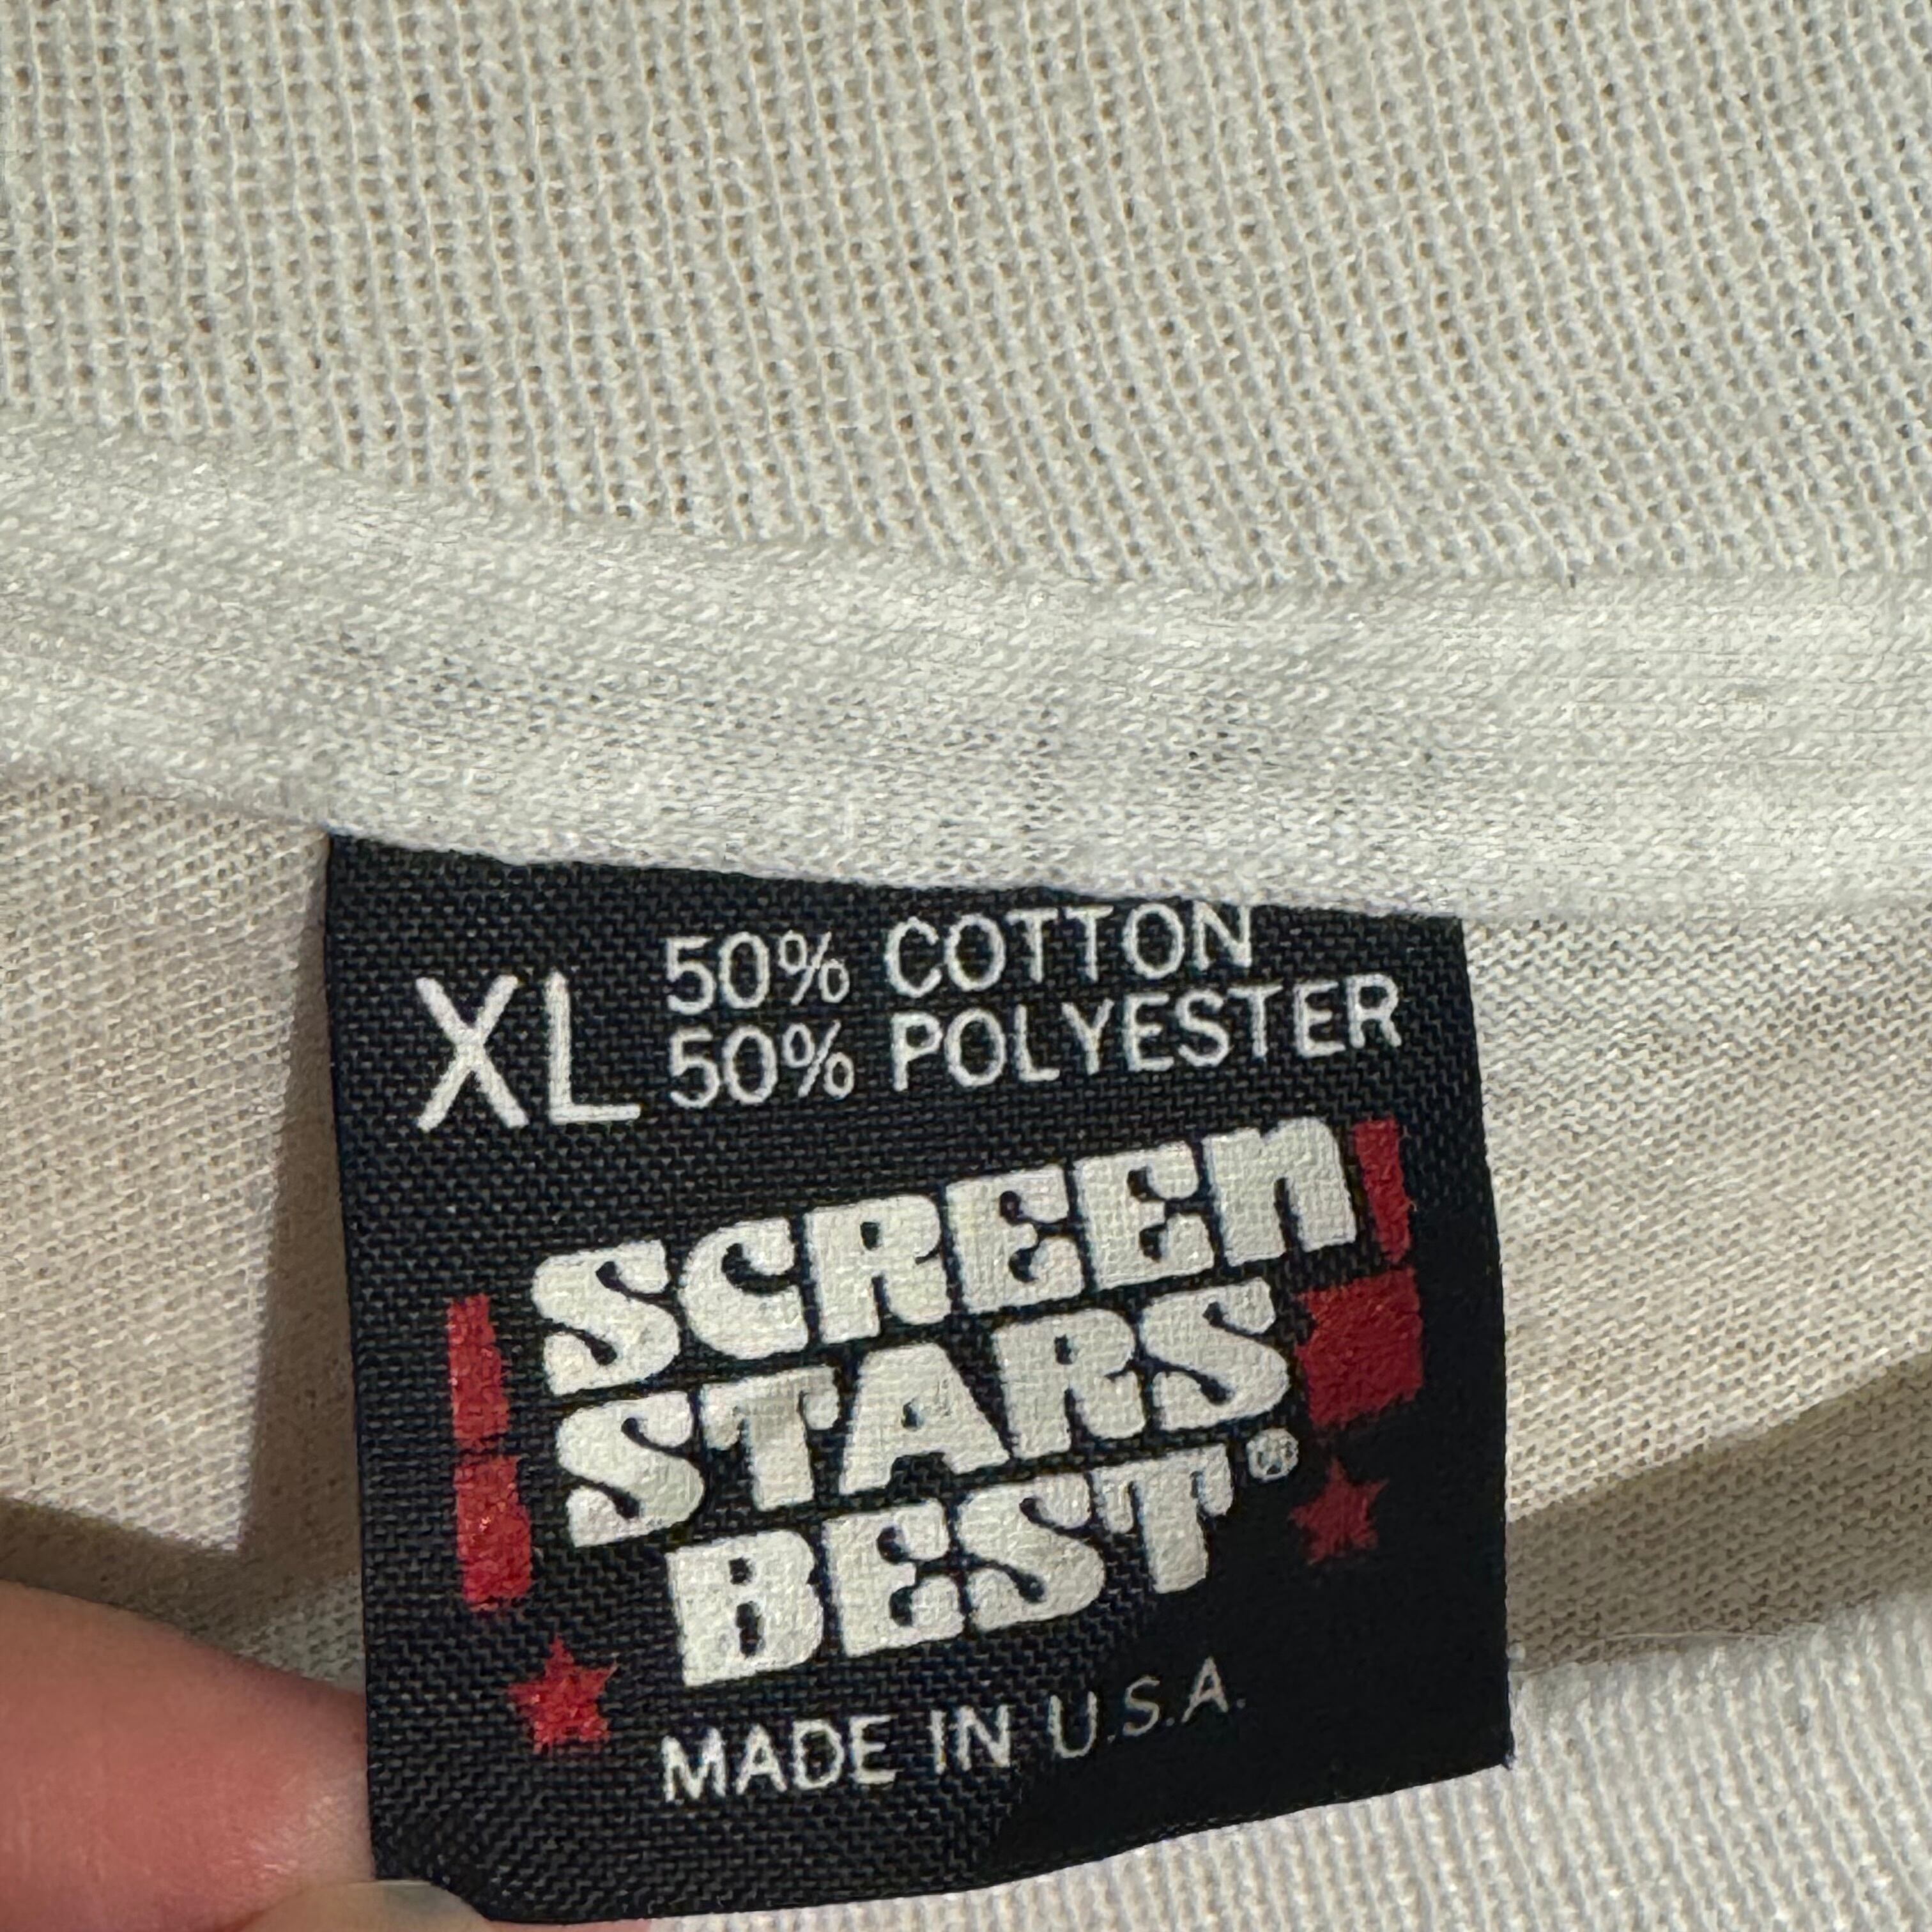 XL
50% COTTON
50% POLYESTER
SCREEN
STARS
BEST®
MADE IN U.S.A.